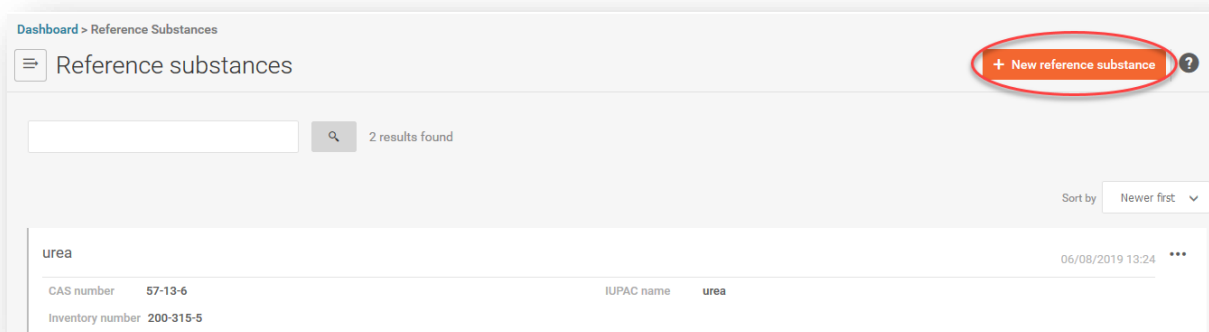 Dashboard > Reference Substances
Reference substances
+ New reference substance
?
2 results found
Sort by Newer first
urea
06/08/2019 13:24
CAS number 57-13-6 IUPAC name urea
Inventory number 200-315-5